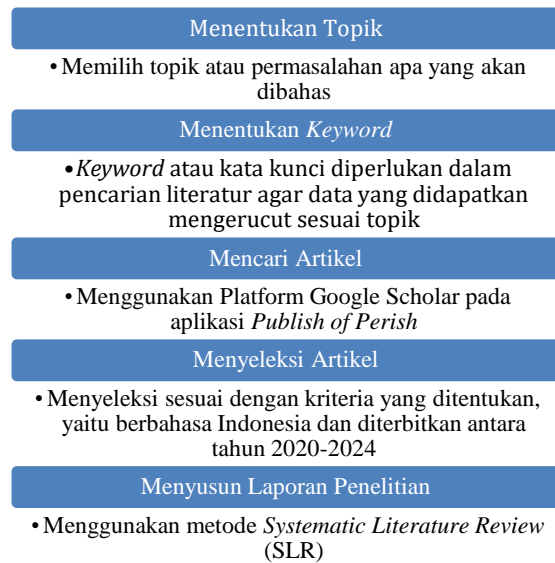 Menentukan Topik
• Memilih topik atau permasalahan apa yang akan
dibahas
Menentukan Keyword
• Keyword atau kata kunci diperlukan dalam
pencarian literatur agar data yang didapatkan
mengerucut sesuai topik
Mencari Artikel
• Menggunakan Platform Google Scholar pada
aplikasi Publish of Perish
Menyeleksi Artikel
• Menyeleksi sesuai dengan kriteria yang ditentukan,
yaitu berbahasa Indonesia dan diterbitkan antara
tahun 2020-2024
Menyusun Laporan Penelitian
• Menggunakan metode Systematic Literature Review
(SLR)